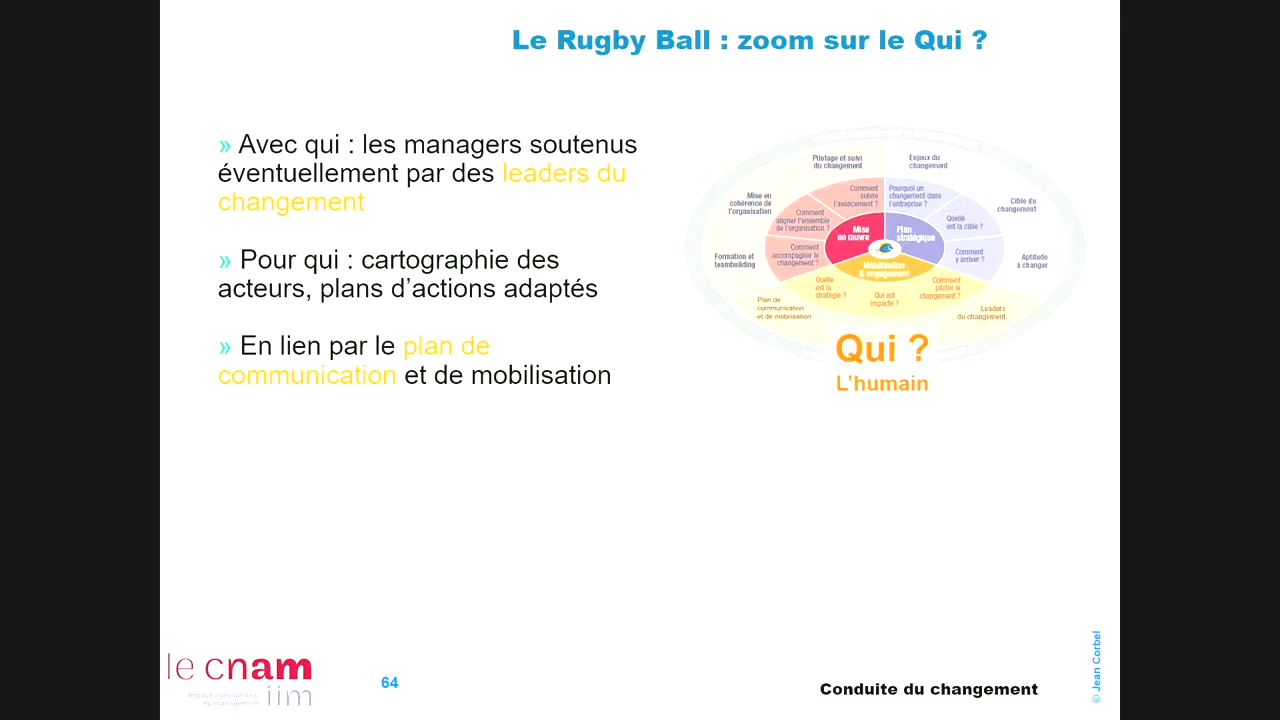 Le Rugby Ball : zoom sur le Qui ?
» Avec qui : les managers soutenus
éventuellement par des leaders du
changement
» Pour qui : cartographie des
acteurs, plans d’actions adaptés
» En lien par le plan de
communication et de mobilisation
Pilotage et suivi
du changement
Enjeux du
changement
Mise en
cohérence de
l'organisation
Cible du
changement
Formation et
teambuilding
Aptitude
à changer
Plan de
communication
et de mobilisation
Leaders
du changement
Comment
suivre
l'avancement ?
Pourquoi un
changement dans
l'entreprise ?
Comment
aligner l'ensemble
de l'organisation ?
Quelle
est la cible ?
Comment
accompagner le
changement ?
Comment
y arriver ?
Quelle
est la stratégie ?
Qui est
impacté ?
Comment
piloter le
changement ?
Mise
en œuvre
Plan
stratégique
Mobilisation
& engagement
Qui ?
L’humain
le cnam
institut international
du management
iim
64
Conduite du changement
© Jean Corbel